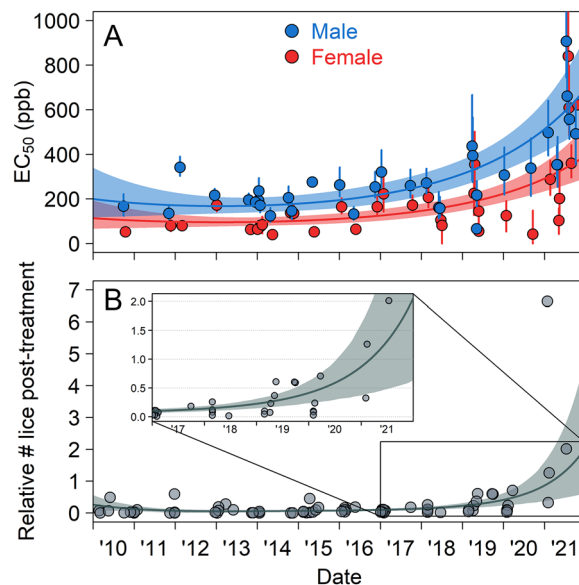 A
Male
Female
EC50 (ppb)
1000
800
600
400
200
0
B
Relative # lice post-treatment
7
6
5
4
3
2
1
0
2.0
1.5
1.0
0.5
0.0
'17 '18 '19 '20 '21
'10 '11 '12 '13 '14 '15 '16 '17 '18 '19 '20 '21
Date